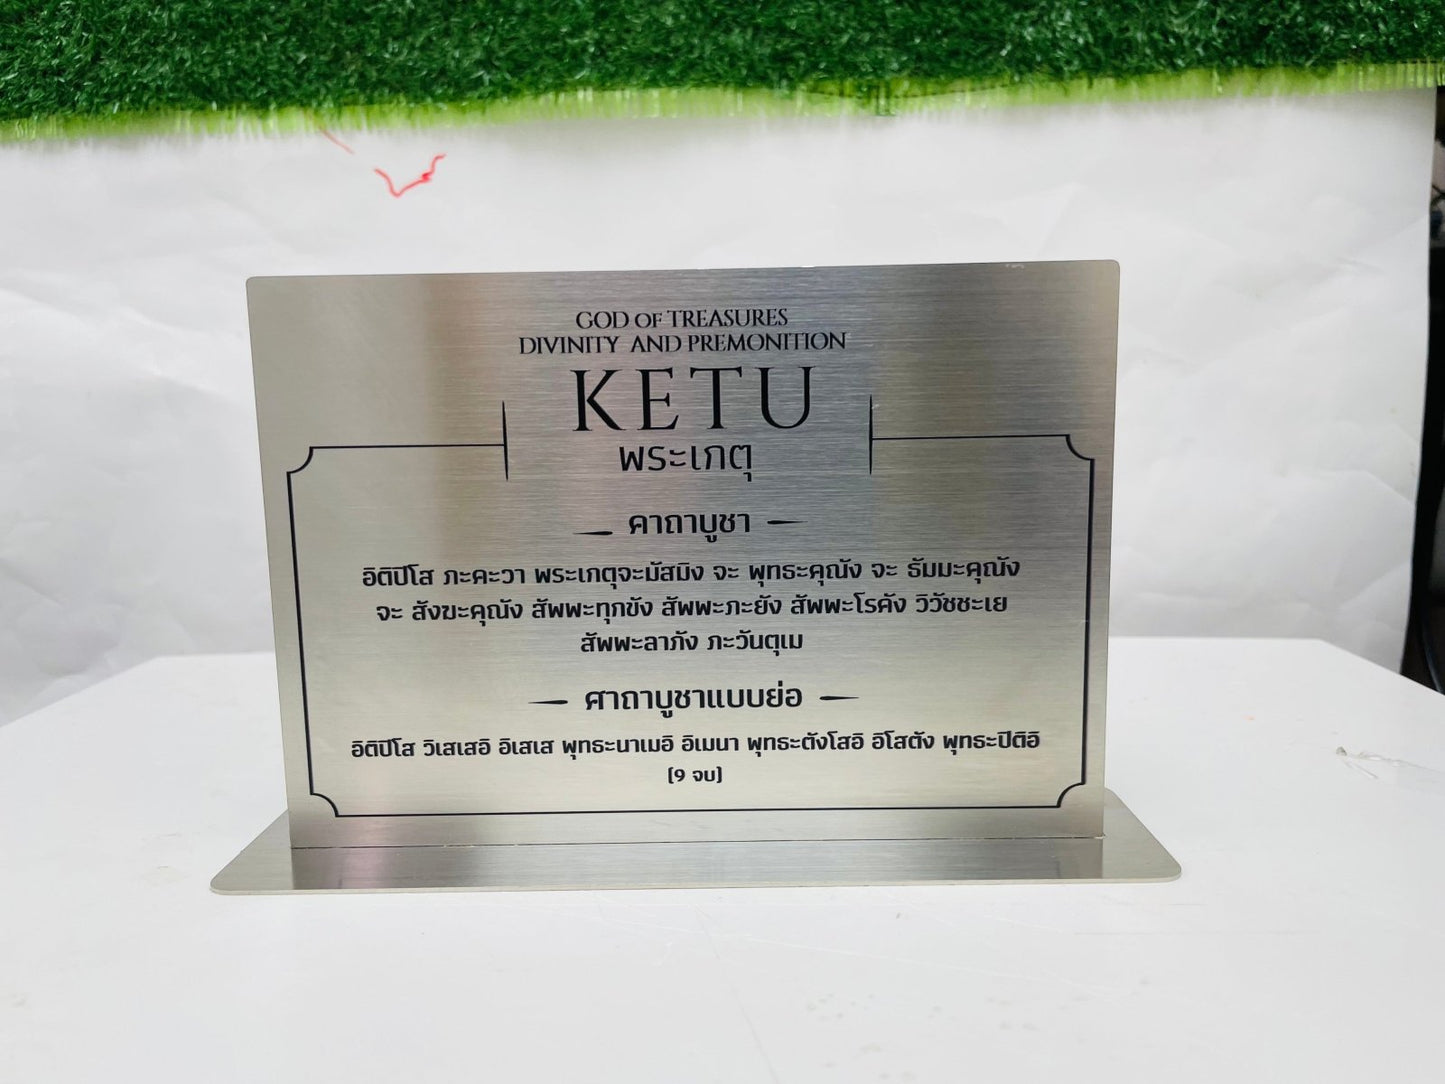 GOD OF TREASURES
DIVINITY AND PREMONITION
KETU
พระเกตุ
คาถาบูชา
อิติปิโส ภะคะวา พระเกตุจะมัสมิง จะ พุทธะคุณัง จะ ธัมมะคุณัง
จะ สังฆะคุณัง สัพพะทุกขัง สัพพะภะยัง สัพพะโรคัง วิวัชชะเย
สัพพะลาภัง ภะวันตุเม
ศาถาบูชาแบบย่อ
อิติปิโส วิเสเสอิ อิเสเส พุทธะนาเมอิ อิเมนา พุทธะตังโสอิ อิโสตัง พุทธะปิติอิ
(9 จบ)